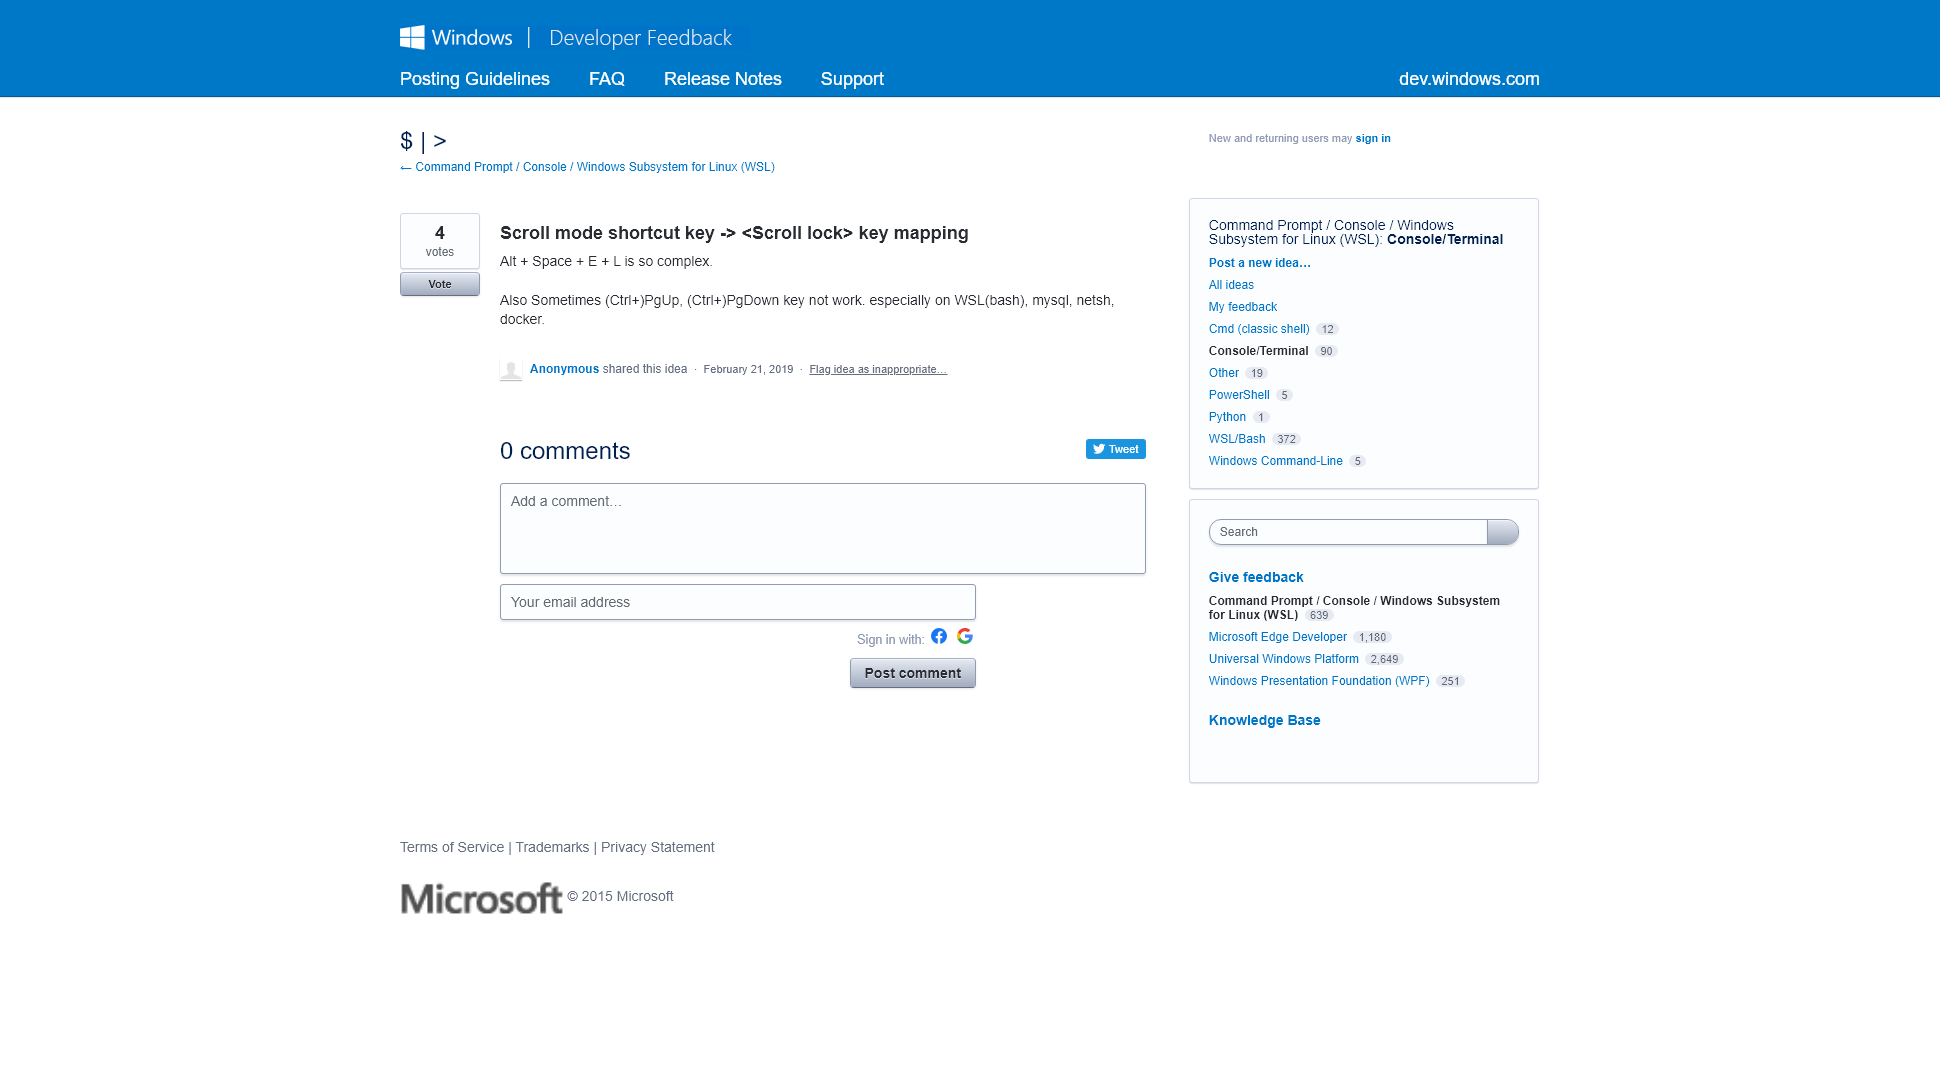 Windows | Developer Feedback
Posting Guidelines FAQ Release Notes Support dev.windows.com
$ | >
New and returning users may sign in
← Command Prompt / Console / Windows Subsystem for Linux (WSL)
4
votes
Vote
Scroll mode shortcut key -> <Scroll lock> key mapping
Alt + Space + E + L is so complex.
Also Sometimes (Ctrl+)PgUp, (Ctrl+)PgDown key not work. especially on WSL(bash), mysql, netsh,
docker.
Anonymous shared this idea · February 21, 2019 · Flag idea as inappropriate…
0 comments
Tweet
Add a comment…
Your email address
Sign in with:
Post comment
Command Prompt / Console / Windows
Subsystem for Linux (WSL): Console/Terminal
Post a new idea…
All ideas
My feedback
Cmd (classic shell) 12
Console/Terminal 90
Other 19
PowerShell 5
Python 1
WSL/Bash 372
Windows Command-Line 5
Search
Give feedback
Command Prompt / Console / Windows Subsystem
for Linux (WSL) 639
Microsoft Edge Developer 1,180
Universal Windows Platform 2,649
Windows Presentation Foundation (WPF) 251
Knowledge Base
Terms of Service | Trademarks | Privacy Statement
Microsoft © 2015 Microsoft